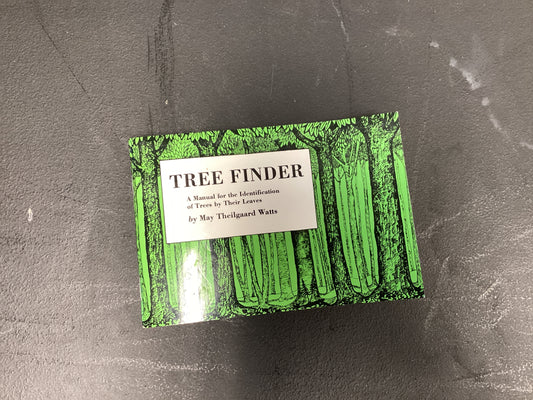 TREE FINDER
A Manual for the Identification
of Trees by Their Leaves
by May Theilgaard Watts